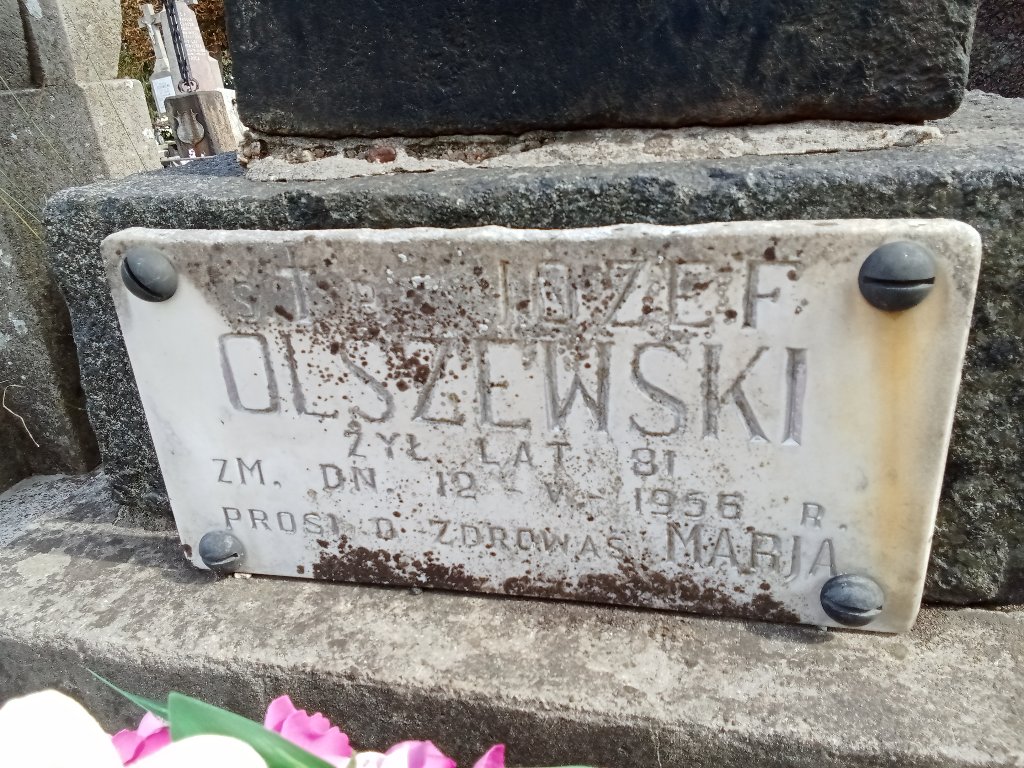 Ś † P. JÓZEF
OLSZEWSKI
ŻYŁ LAT 81
ZM. DN. 12-V-1956 R.
PROSI O ZDROWAŚ MARJA